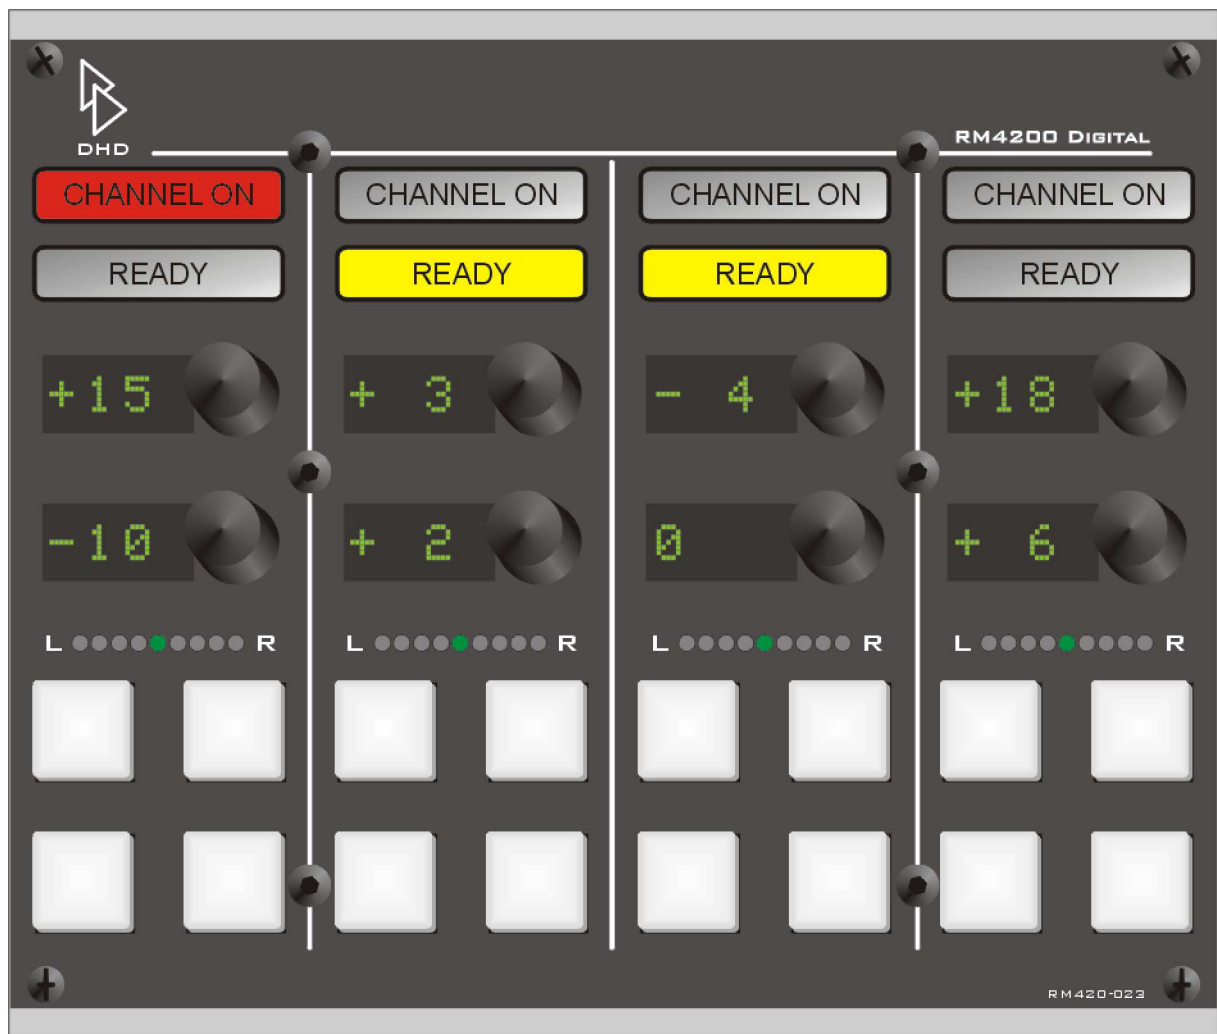 DHD
RM4200 DIGITAL
CHANNEL ON CHANNEL ON CHANNEL ON CHANNEL ON
READY READY READY READY
+15 + 3 - 4 +18
-10 + 2 0 + 6
L R L R L R L R
RM420-023